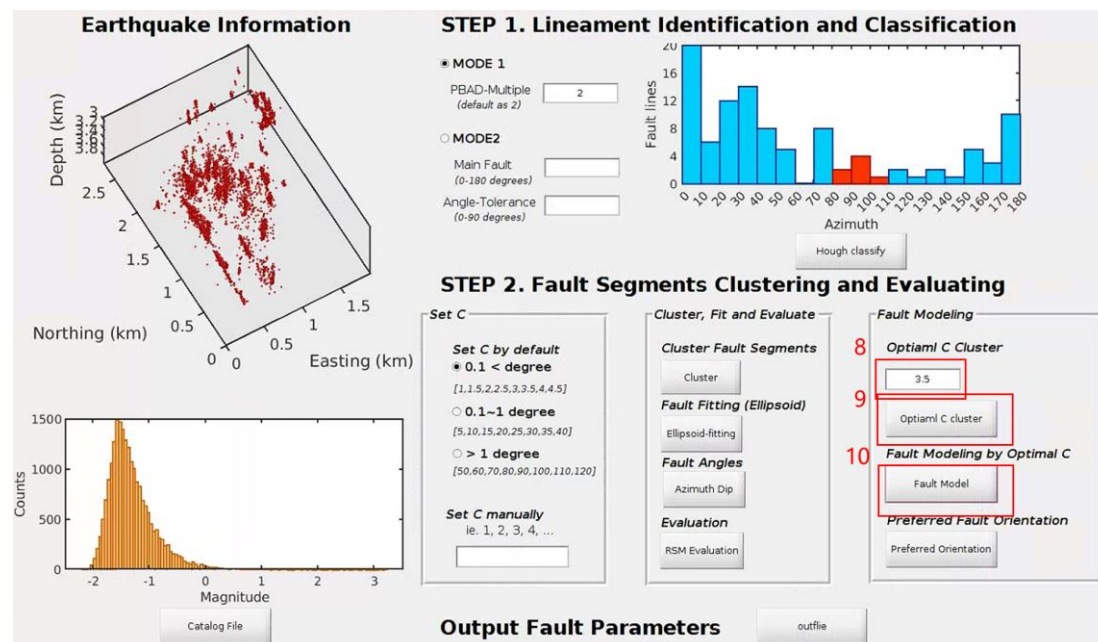 Earthquake Information
Depth (km)
3
3.2
3.4
3.6
3.8
2.5
2
1.5
1
0.5
0
0
0.5
1
1.5
Northing (km)
Easting (km)
1500
1000
500
0
Counts
-2
-1
0
1
2
3
Magnitude
Catalog File
STEP 1. Lineament Identification and Classification
MODE 1
PBAD-Multiple
(default as 2)
2
MODE2
Main Fault
(0-180 degrees)
Angle-Tolerance
(0-90 degrees)
Fault lines
20
16
12
8
4
0
0 10 20 30 40 50 60 70 80 90 100 110 120 130 140 150 160 170 180
Azimuth
Hough classify
STEP 2. Fault Segments Clustering and Evaluating
Set C
Set C by default
0.1 < degree
[1,1.5,2,2.5,3,3.5,4,4.5]
0.1~1 degree
[5,10,15,20,25,30,35,40]
> 1 degree
[50,60,70,80,90,100,110,120]
Set C manually
ie. 1, 2, 3, 4, ...
Cluster, Fit and Evaluate
Cluster Fault Segments
Cluster
Fault Fitting (Ellipsoid)
Ellipsoid-fitting
Fault Angles
Azimuth Dip
Evaluation
RSM Evaluation
Fault Modeling
8
Optiaml C Cluster
3.5
9
Optiaml C cluster
10
Fault Modeling by Optimal C
Fault Model
Preferred Fault Orientation
Preferred Orientation
Output Fault Parameters
outflie